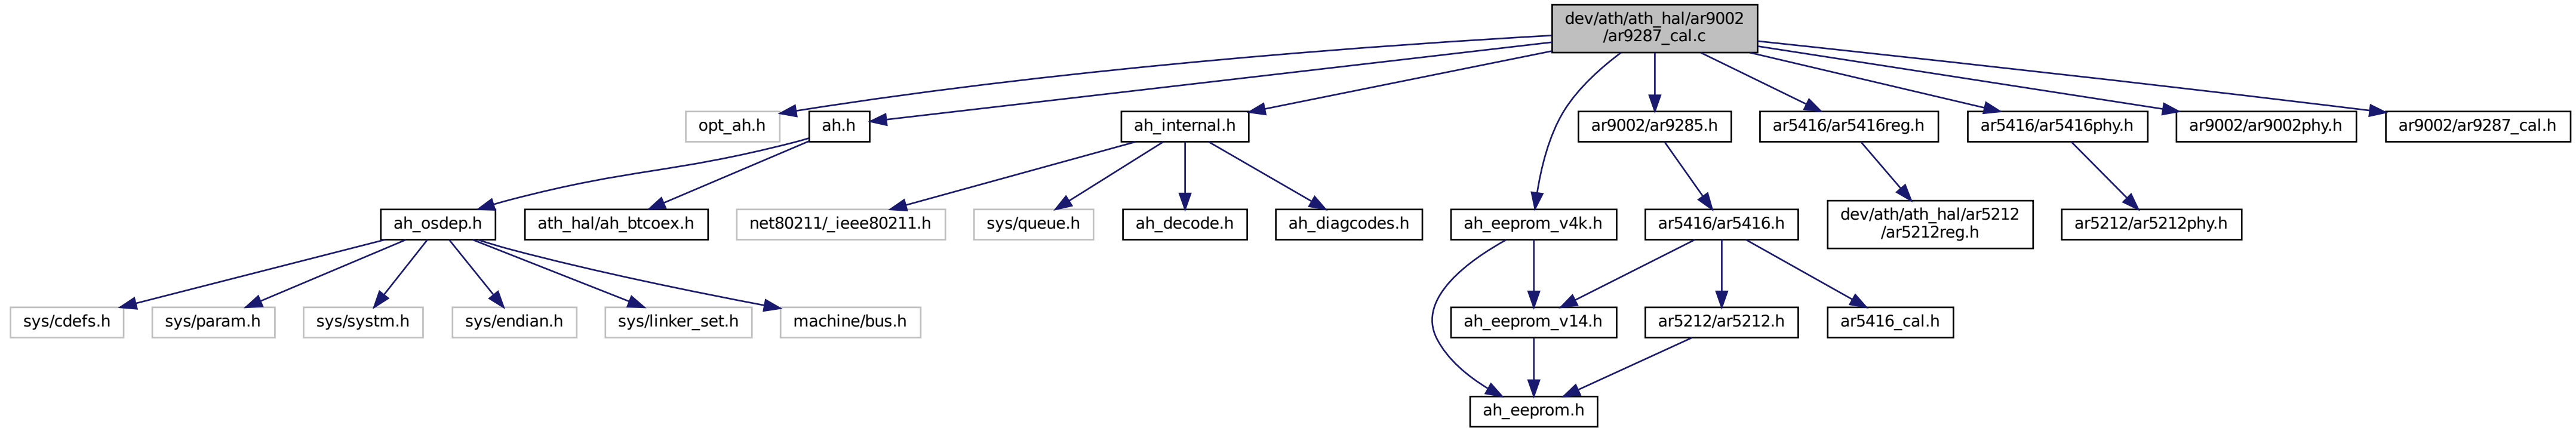 dev/ath/ath_hal/ar9002
/ar9287_cal.c
opt_ah.h
ah.h
ah_internal.h
ar9002/ar9285.h
ar5416/ar5416reg.h
ar5416/ar5416phy.h
ar9002/ar9002phy.h
ar9002/ar9287_cal.h
ah_osdep.h
ath_hal/ah_btcoex.h
net80211/_ieee80211.h
sys/queue.h
ah_decode.h
ah_diagcodes.h
ah_eeprom_v4k.h
ar5416/ar5416.h
dev/ath/ath_hal/ar5212
/ar5212reg.h
ar5212/ar5212phy.h
sys/cdefs.h
sys/param.h
sys/systm.h
sys/endian.h
sys/linker_set.h
machine/bus.h
ah_eeprom_v14.h
ar5212/ar5212.h
ar5416_cal.h
ah_eeprom.h